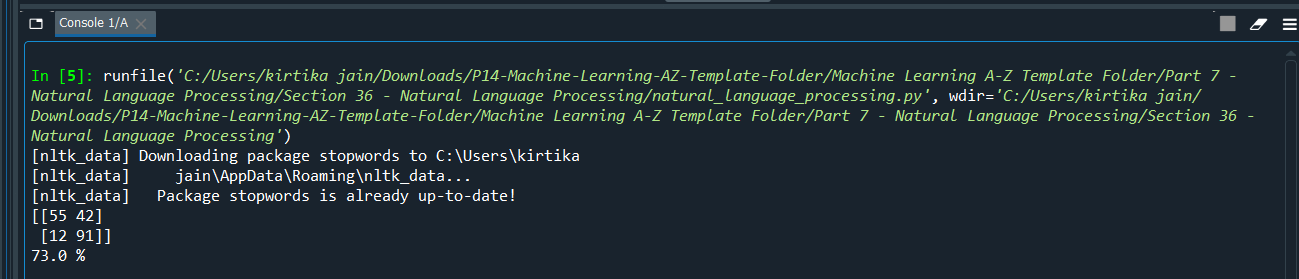 Console 1/A
In [5]: runfile('C:/Users/kirtika jain/Downloads/P14-Machine-Learning-AZ-Template-Folder/Machine Learning A-Z Template Folder/Part 7 -
Natural Language Processing/Section 36 - Natural Language Processing/natural_language_processing.py', wdir='C:/Users/kirtika jain/
Downloads/P14-Machine-Learning-AZ-Template-Folder/Machine Learning A-Z Template Folder/Part 7 - Natural Language Processing/Section 36 -
Natural Language Processing')
[nltk_data] Downloading package stopwords to C:\Users\kirtika
[nltk_data]     jain\AppData\Roaming\nltk_data...
[nltk_data]   Package stopwords is already up-to-date!
[[55 42]
 [12 91]]
73.0 %